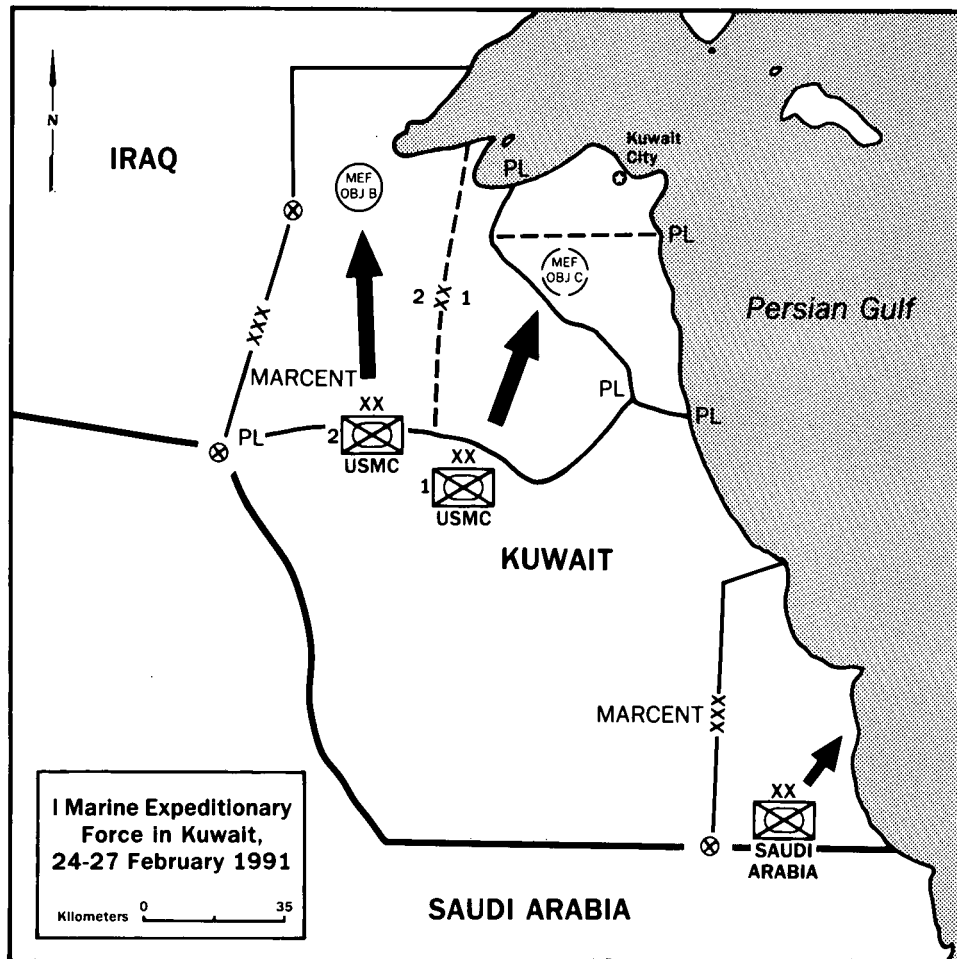 N
IRAQ
Kuwait
City
PL
MEF
OBJ B
PL
MEF
OBJ C
2 XX 1
Persian Gulf
XXX
MARCENT
PL
PL
XX
PL
2
USMC
XX
1
USMC
KUWAIT
MARCENT
XXX
XX
SAUDI
ARABIA
I Marine Expeditionary
Force in Kuwait,
24-27 February 1991
Kilometers 0 35
SAUDI ARABIA